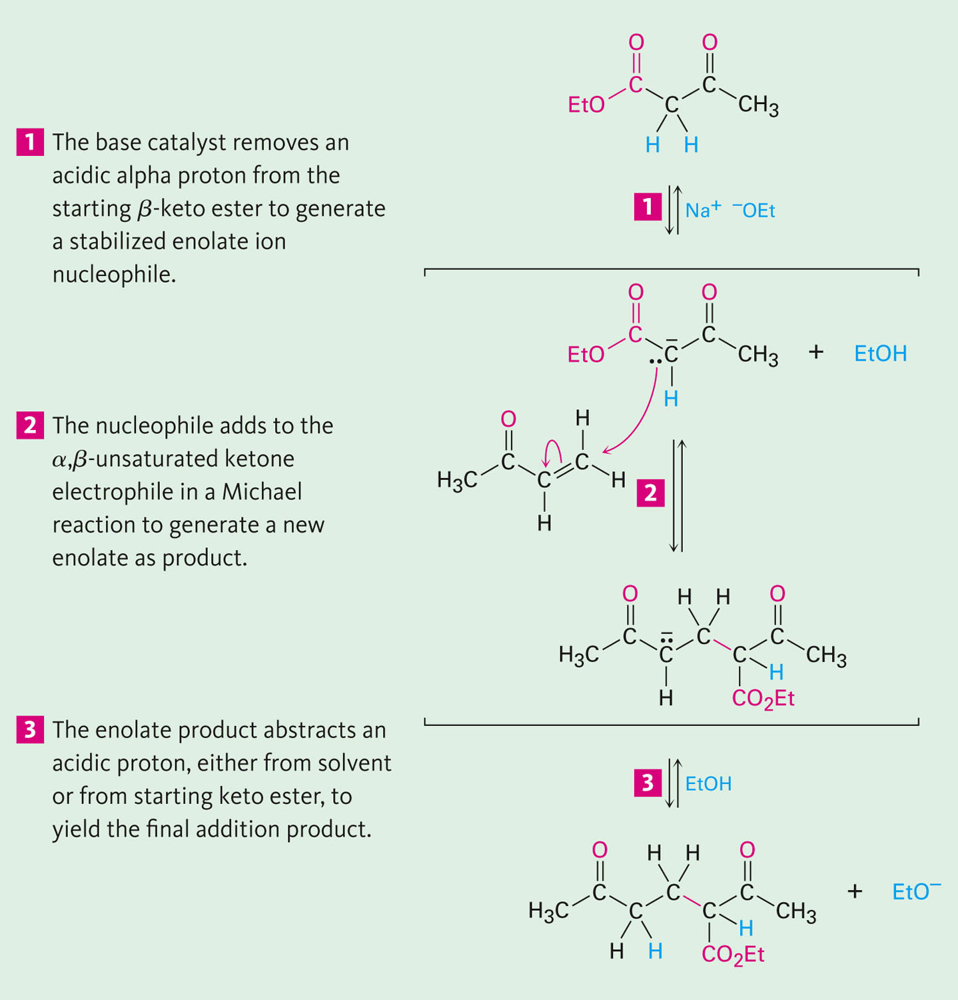 O O
C C
EtO C CH3
H H
1 The base catalyst removes an
acidic alpha proton from the
starting β-keto ester to generate
a stabilized enolate ion
nucleophile.
1 Na+ −OEt
O O
C C
EtO −:C CH3 + EtOH
H
2 The nucleophile adds to the
α,β-unsaturated ketone
electrophile in a Michael
reaction to generate a new
enolate as product.
O H
C C
H3C C H
H
2
O H H O
C C C
H3C −:C C CH3
H
H CO2Et
3 The enolate product abstracts an
acidic proton, either from solvent
or from starting keto ester, to
yield the final addition product.
3 EtOH
O H H O
C C C + EtO−
H3C C C CH3
H
H H CO2Et